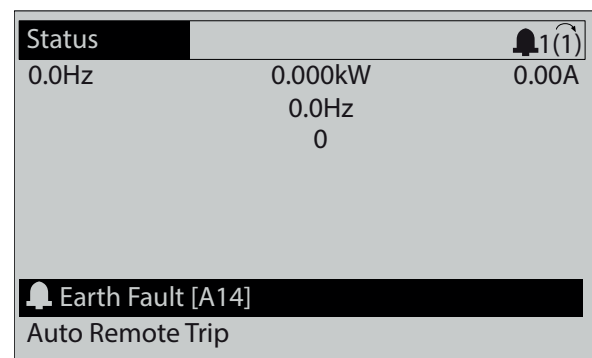 Status 1(1)
0.0Hz 0.000kW 0.00A
0.0Hz
0
Earth Fault [A14]
Auto Remote Trip